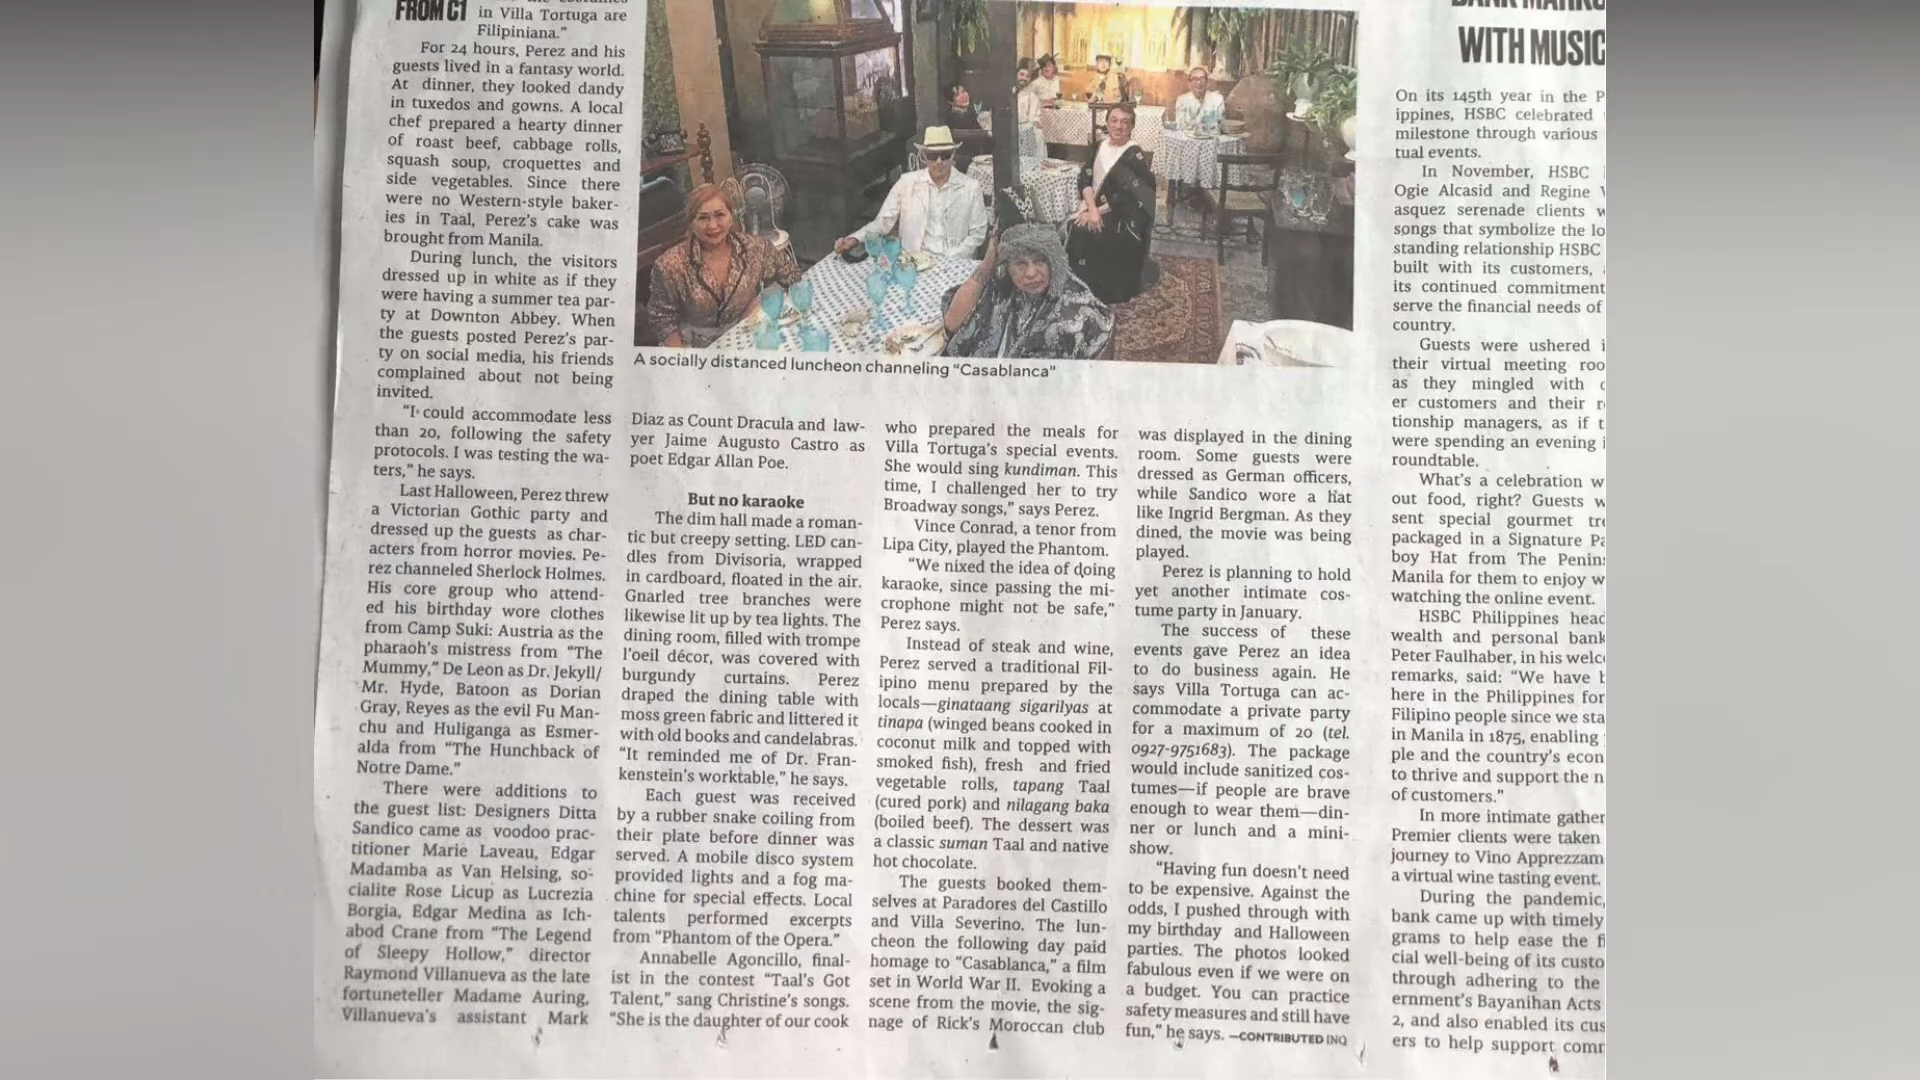 FROM C1
in Villa Tortuga are
Filipiniana."
For 24 hours, Perez and his
guests lived in a fantasy world.
At dinner, they looked dandy
in tuxedos and gowns. A local
chef prepared a hearty dinner
of roast beef, cabbage rolls,
squash soup, croquettes and
side vegetables. Since there
were no Western-style baker-
ies in Taal, Perez's cake was
brought from Manila.
During lunch, the visitors
dressed up in white as if they
were having a summer tea par-
ty at Downton Abbey. When
the guests posted Perez's par-
ty on social media, his friends
complained about not being
invited.
"I could accommodate less
than 20, following the safety
protocols. I was testing the wa-
ters," he says.
Last Halloween, Perez threw
a Victorian Gothic party and
dressed up the guests as char-
acters from horror movies. Pe-
rez channeled Sherlock Holmes.
His core group who attend-
ed his birthday wore clothes
from Camp Suki: Austria as the
pharaoh's mistress from "The
Mummy," De Leon as Dr. Jekyll/
Mr. Hyde, Batoon as Dorian
Gray, Reyes as the evil Fu Man-
chu and Huliganga as Esmer-
alda from "The Hunchback of
Notre Dame."
There were additions to
the guest list: Designers Ditta
Sandico came as voodoo prac-
titioner Marie Laveau, Edgar
Madamba as Van Helsing, so-
cialite Rose Licup as Lucrezia
Borgia, Edgar Medina as Ich-
abod Crane from "The Legend
of Sleepy Hollow," director
Raymond Villanueva as the late
fortuneteller Madame Auring,
Villanueva's assistant Mark
A socially distanced luncheon channeling "Casablanca"
Diaz as Count Dracula and law-
yer Jaime Augusto Castro as
poet Edgar Allan Poe.
But no karaoke
The dim hall made a roman-
tic but creepy setting. LED can-
dles from Divisoria, wrapped
in cardboard, floated in the air.
Gnarled tree branches were
likewise lit up by tea lights. The
dining room, filled with trompe
l'oeil décor, was covered with
burgundy curtains. Perez
draped the dining table with
moss green fabric and littered it
with old books and candelabras.
"It reminded me of Dr. Fran-
kenstein's worktable," he says.
Each guest was received
by a rubber snake coiling from
their plate before dinner was
served. A mobile disco system
provided lights and a fog ma-
chine for special effects. Local
talents performed excerpts
from "Phantom of the Opera."
Annabelle Agoncillo, final-
ist in the contest "Taal's Got
Talent," sang Christine's songs.
"She is the daughter of our cook
who prepared the meals for
Villa Tortuga's special events.
She would sing kundiman. This
time, I challenged her to try
Broadway songs," says Perez.
Vince Conrad, a tenor from
Lipa City, played the Phantom.
"We nixed the idea of doing
karaoke, since passing the mi-
crophone might not be safe,"
Perez says.
Instead of steak and wine,
Perez served a traditional Fil-
ipino menu prepared by the
locals—ginataang sigarilyas at
tinapa (winged beans cooked in
coconut milk and topped with
smoked fish), fresh and fried
vegetable rolls, tapang Taal
(cured pork) and nilagang baka
(boiled beef). The dessert was
a classic suman Taal and native
hot chocolate.
The guests booked them-
selves at Paradores del Castillo
and Villa Severino. The lun-
cheon the following day paid
homage to "Casablanca," a film
set in World War II. Evoking a
scene from the movie, the sig-
nage of Rick's Moroccan club
was displayed in the dining
room. Some guests were
dressed as German officers,
while Sandico wore a hat
like Ingrid Bergman. As they
dined, the movie was being
played.
Perez is planning to hold
yet another intimate cos-
tume party in January.
The success of these
events gave Perez an idea
to do business again. He
says Villa Tortuga can ac-
commodate a private party
for a maximum of 20 (tel.
0927-9751683). The package
would include sanitized cos-
tumes—if people are brave
enough to wear them—din-
ner or lunch and a mini-
show.
"Having fun doesn't need
to be expensive. Against the
odds, I pushed through with
my birthday and Halloween
parties. The photos looked
fabulous even if we were on
a budget. You can practice
safety measures and still have
fun," he says. —CONTRIBUTED INQ
WITH MUSIC
On its 145th year in the P
ippines, HSBC celebrated
milestone through various
tual events.
In November, HSBC
Ogie Alcasid and Regine V
asquez serenade clients w
songs that symbolize the lo
standing relationship HSBC
built with its customers,
its continued commitment
serve the financial needs of
country.
Guests were ushered i
their virtual meeting roo
as they mingled with o
er customers and their r
tionship managers, as if t
were spending an evening i
roundtable.
What's a celebration w
out food, right? Guests w
sent special gourmet tre
packaged in a Signature Pa
boy Hat from The Penins
Manila for them to enjoy w
watching the online event.
HSBC Philippines head
wealth and personal bank
Peter Faulhaber, in his welc
remarks, said: "We have b
here in the Philippines for
Filipino people since we sta
in Manila in 1875, enabling
ple and the country's econ
to thrive and support the n
of customers."
In more intimate gather
Premier clients were taken
journey to Vino Apprezzam
a virtual wine tasting event.
During the pandemic,
bank came up with timely
grams to help ease the fi
cial well-being of its custo
through adhering to the
ernment's Bayanihan Acts
2, and also enabled its cus
ers to help support comm